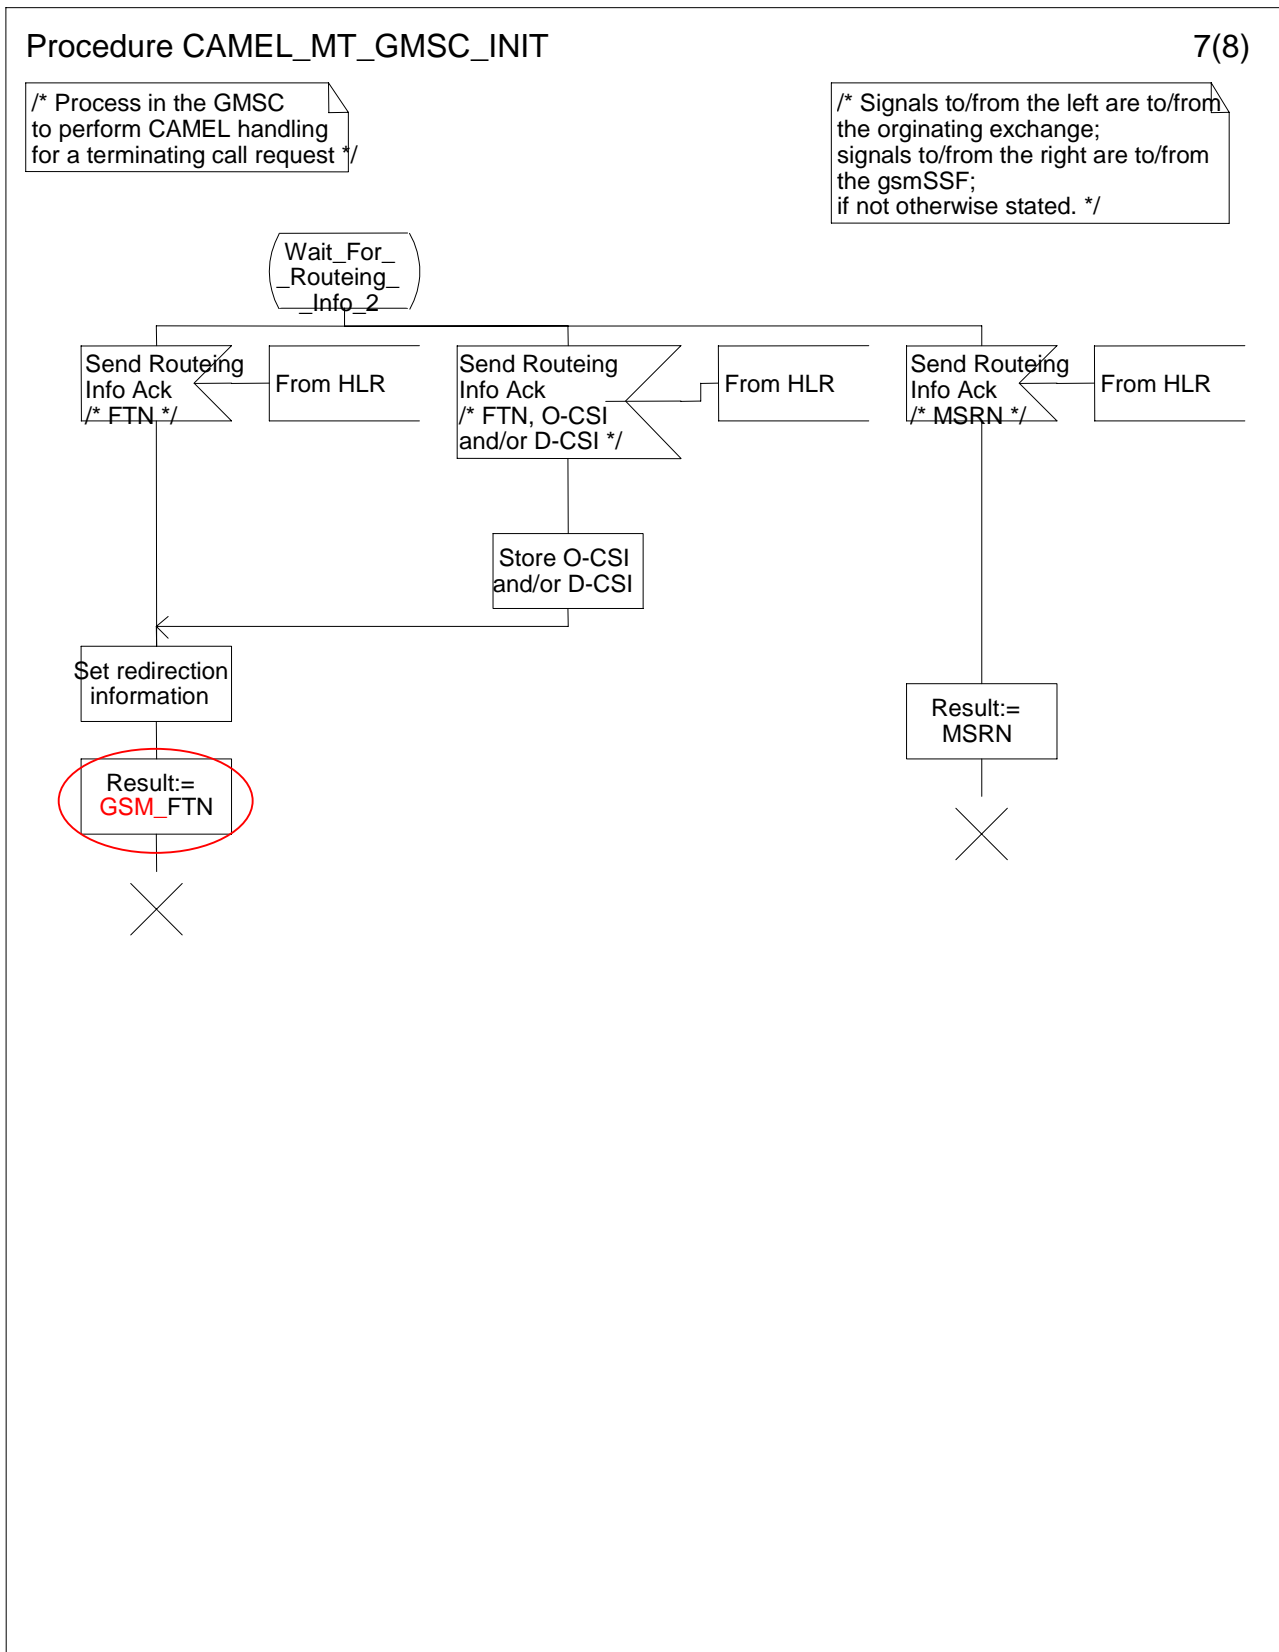 Procedure CAMEL_MT_GMSC_INIT
7(8)
/* Process in the GMSC
to perform CAMEL handling
for a terminating call request */
/* Signals to/from the left are to/from
the orginating exchange;
signals to/from the right are to/from
the gsmSSF;
if not otherwise stated. */
Wait_For_
_Routeing_
_Info_2
Send Routeing
Info Ack
/* FTN */
From HLR
Send Routeing
Info Ack
/* FTN, O-CSI
and/or D-CSI */
From HLR
Send Routeing
Info Ack
/* MSRN */
From HLR
Store O-CSI
and/or D-CSI
Set redirection
information
Result:=
MSRN
Result:=
GSM_FTN